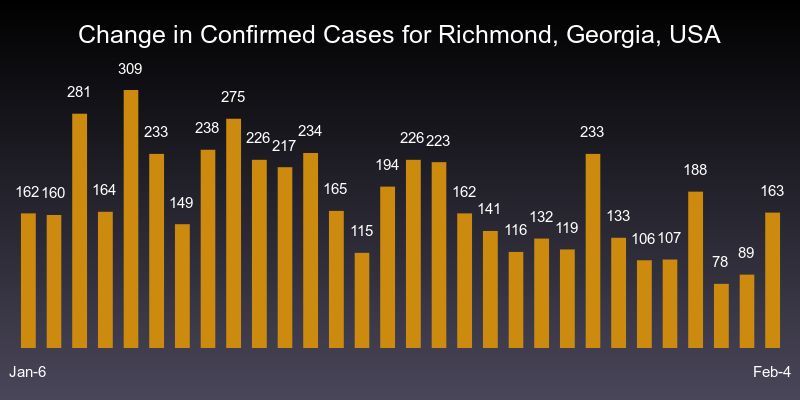 Change in Confirmed Cases for Richmond, Georgia, USA
162 160 281 164 309 233 149 238 275 226 217 234 165 115 194 226 223 162 141 116 132 119 233 133 106 107 188 78 89 163
Jan-6 Feb-4